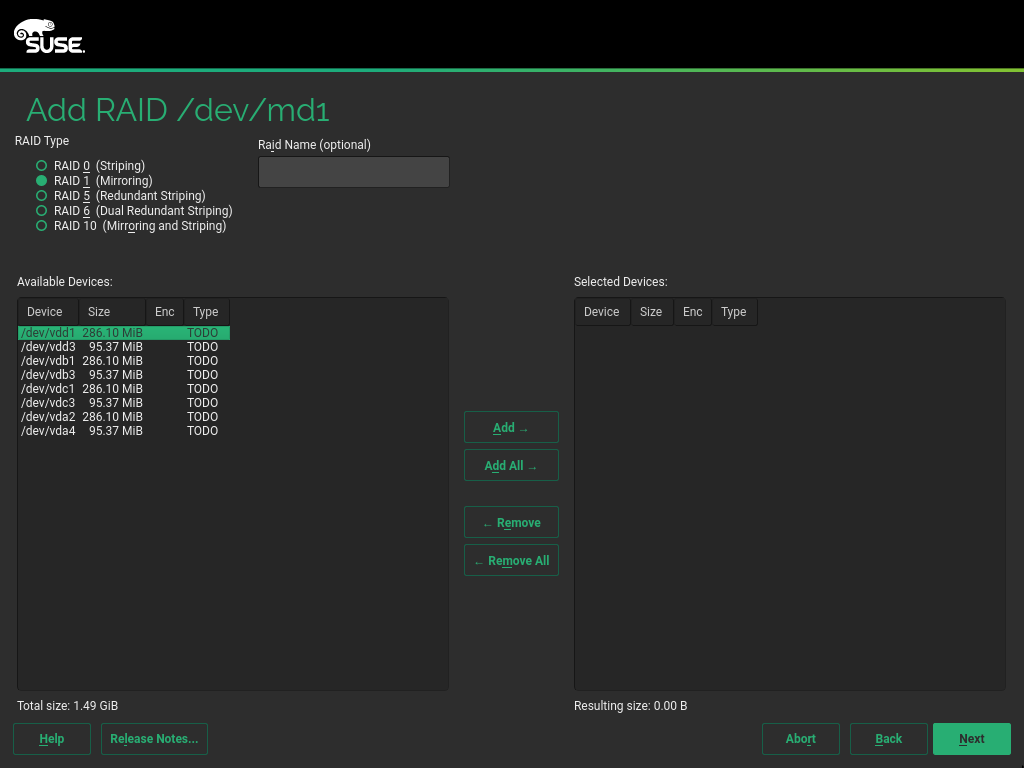 SUSE.
Add RAID /dev/md1
RAID Type
RAID 0 (Striping)
RAID 1 (Mirroring)
RAID 5 (Redundant Striping)
RAID 6 (Dual Redundant Striping)
RAID 10 (Mirroring and Striping)
Raid Name (optional)
Available Devices:
Device Size Enc Type
/dev/vdd1 286.10 MiB TODO
/dev/vdd3 95.37 MiB TODO
/dev/vdb1 286.10 MiB TODO
/dev/vdb3 95.37 MiB TODO
/dev/vdc1 286.10 MiB TODO
/dev/vdc3 95.37 MiB TODO
/dev/vda2 286.10 MiB TODO
/dev/vda4 95.37 MiB TODO
Total size: 1.49 GiB
Add →
Add All →
← Remove
← Remove All
Selected Devices:
Device Size Enc Type
Resulting size: 0.00 B
Help Release Notes... Abort Back Next